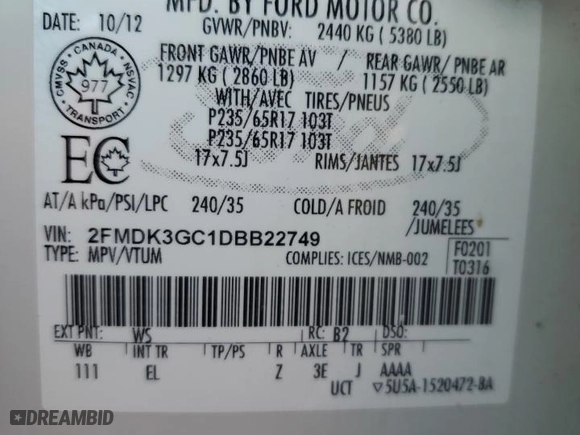 MFD. BY FORD MOTOR CO.
DATE: 10/12 GVWR/PNBV: 2440 KG ( 5380 LB)
FRONT GAWR/PNBE AV / REAR GAWR/ PNBE AR
1297 KG ( 2860 LB) 1157 KG ( 2550 LB)
WITH/AVEC TIRES/PNEUS
P235/65R17 103T
P235/65R17 103T
17x7.5J RIMS/JANTES 17x7.5J
CANADA
CMVSS NSVAC
977
TRANSPORT
EC
AT/A kPa/PSI/LPC 240/35 COLD/A FROID 240/35
/JUMELEES
VIN: 2FMDK3GC1DBB22749
TYPE: MPV/VTUM COMPLIES: ICES/NMB-002
F0201
T0316
EXT PNT: WS RC: B2 DSO:
WB INT TR TP/PS R AXLE TR SPR
111 EL Z 3E J AAAA
UCT ▽5U5A-1520472-BA
DREAMBID